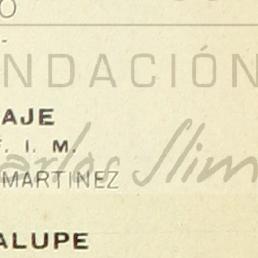 O
NDACIÓN
AJE
F. I. M.
Carlos Slim
MARTINEZ
ALUPE